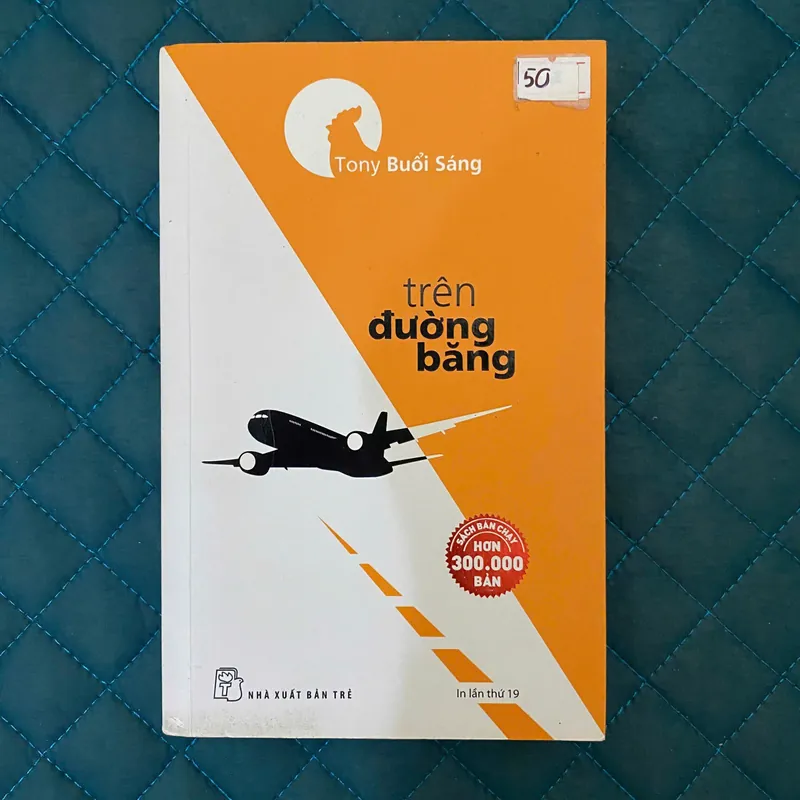 50
Tony Buổi Sáng
trên
đường
băng
SÁCH BÁN CHẠY
HƠN
300.000
BẢN
NHÀ XUẤT BẢN TRẺ
In lần thứ 19